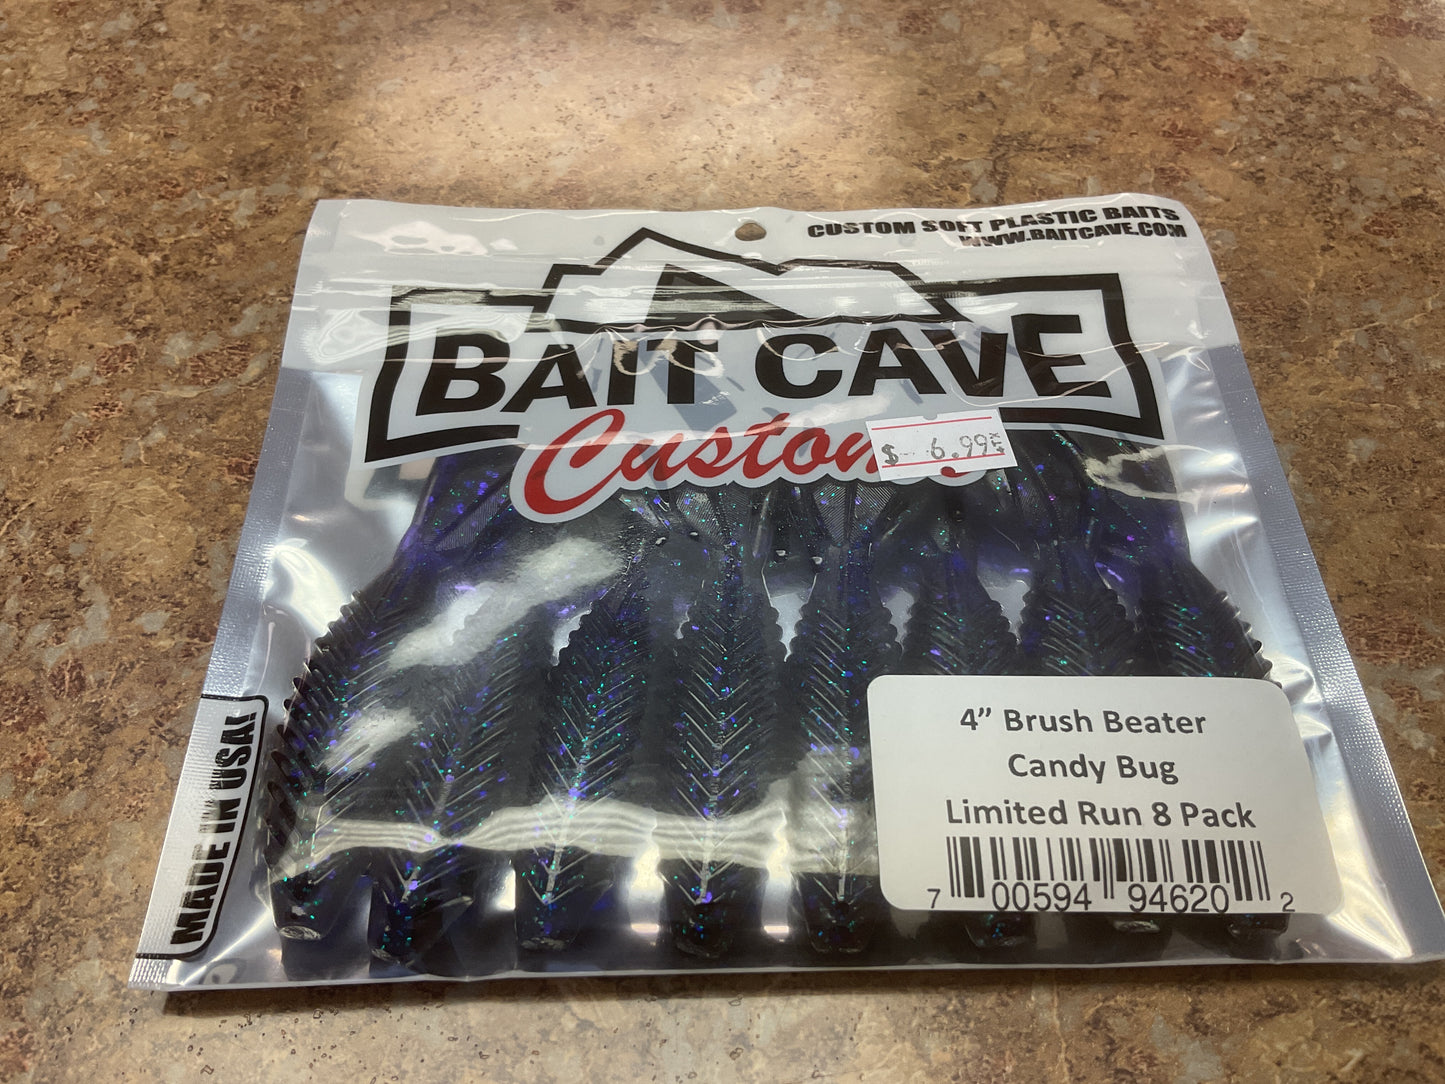 CUSTOM SOFT PLASTIC BAITS
WWW.BAITCAVE.COM
BAIT CAVE
Customs
$ 6.99
MADE IN USA!
4” Brush Beater
Candy Bug
Limited Run 8 Pack
7 00594 94620 2